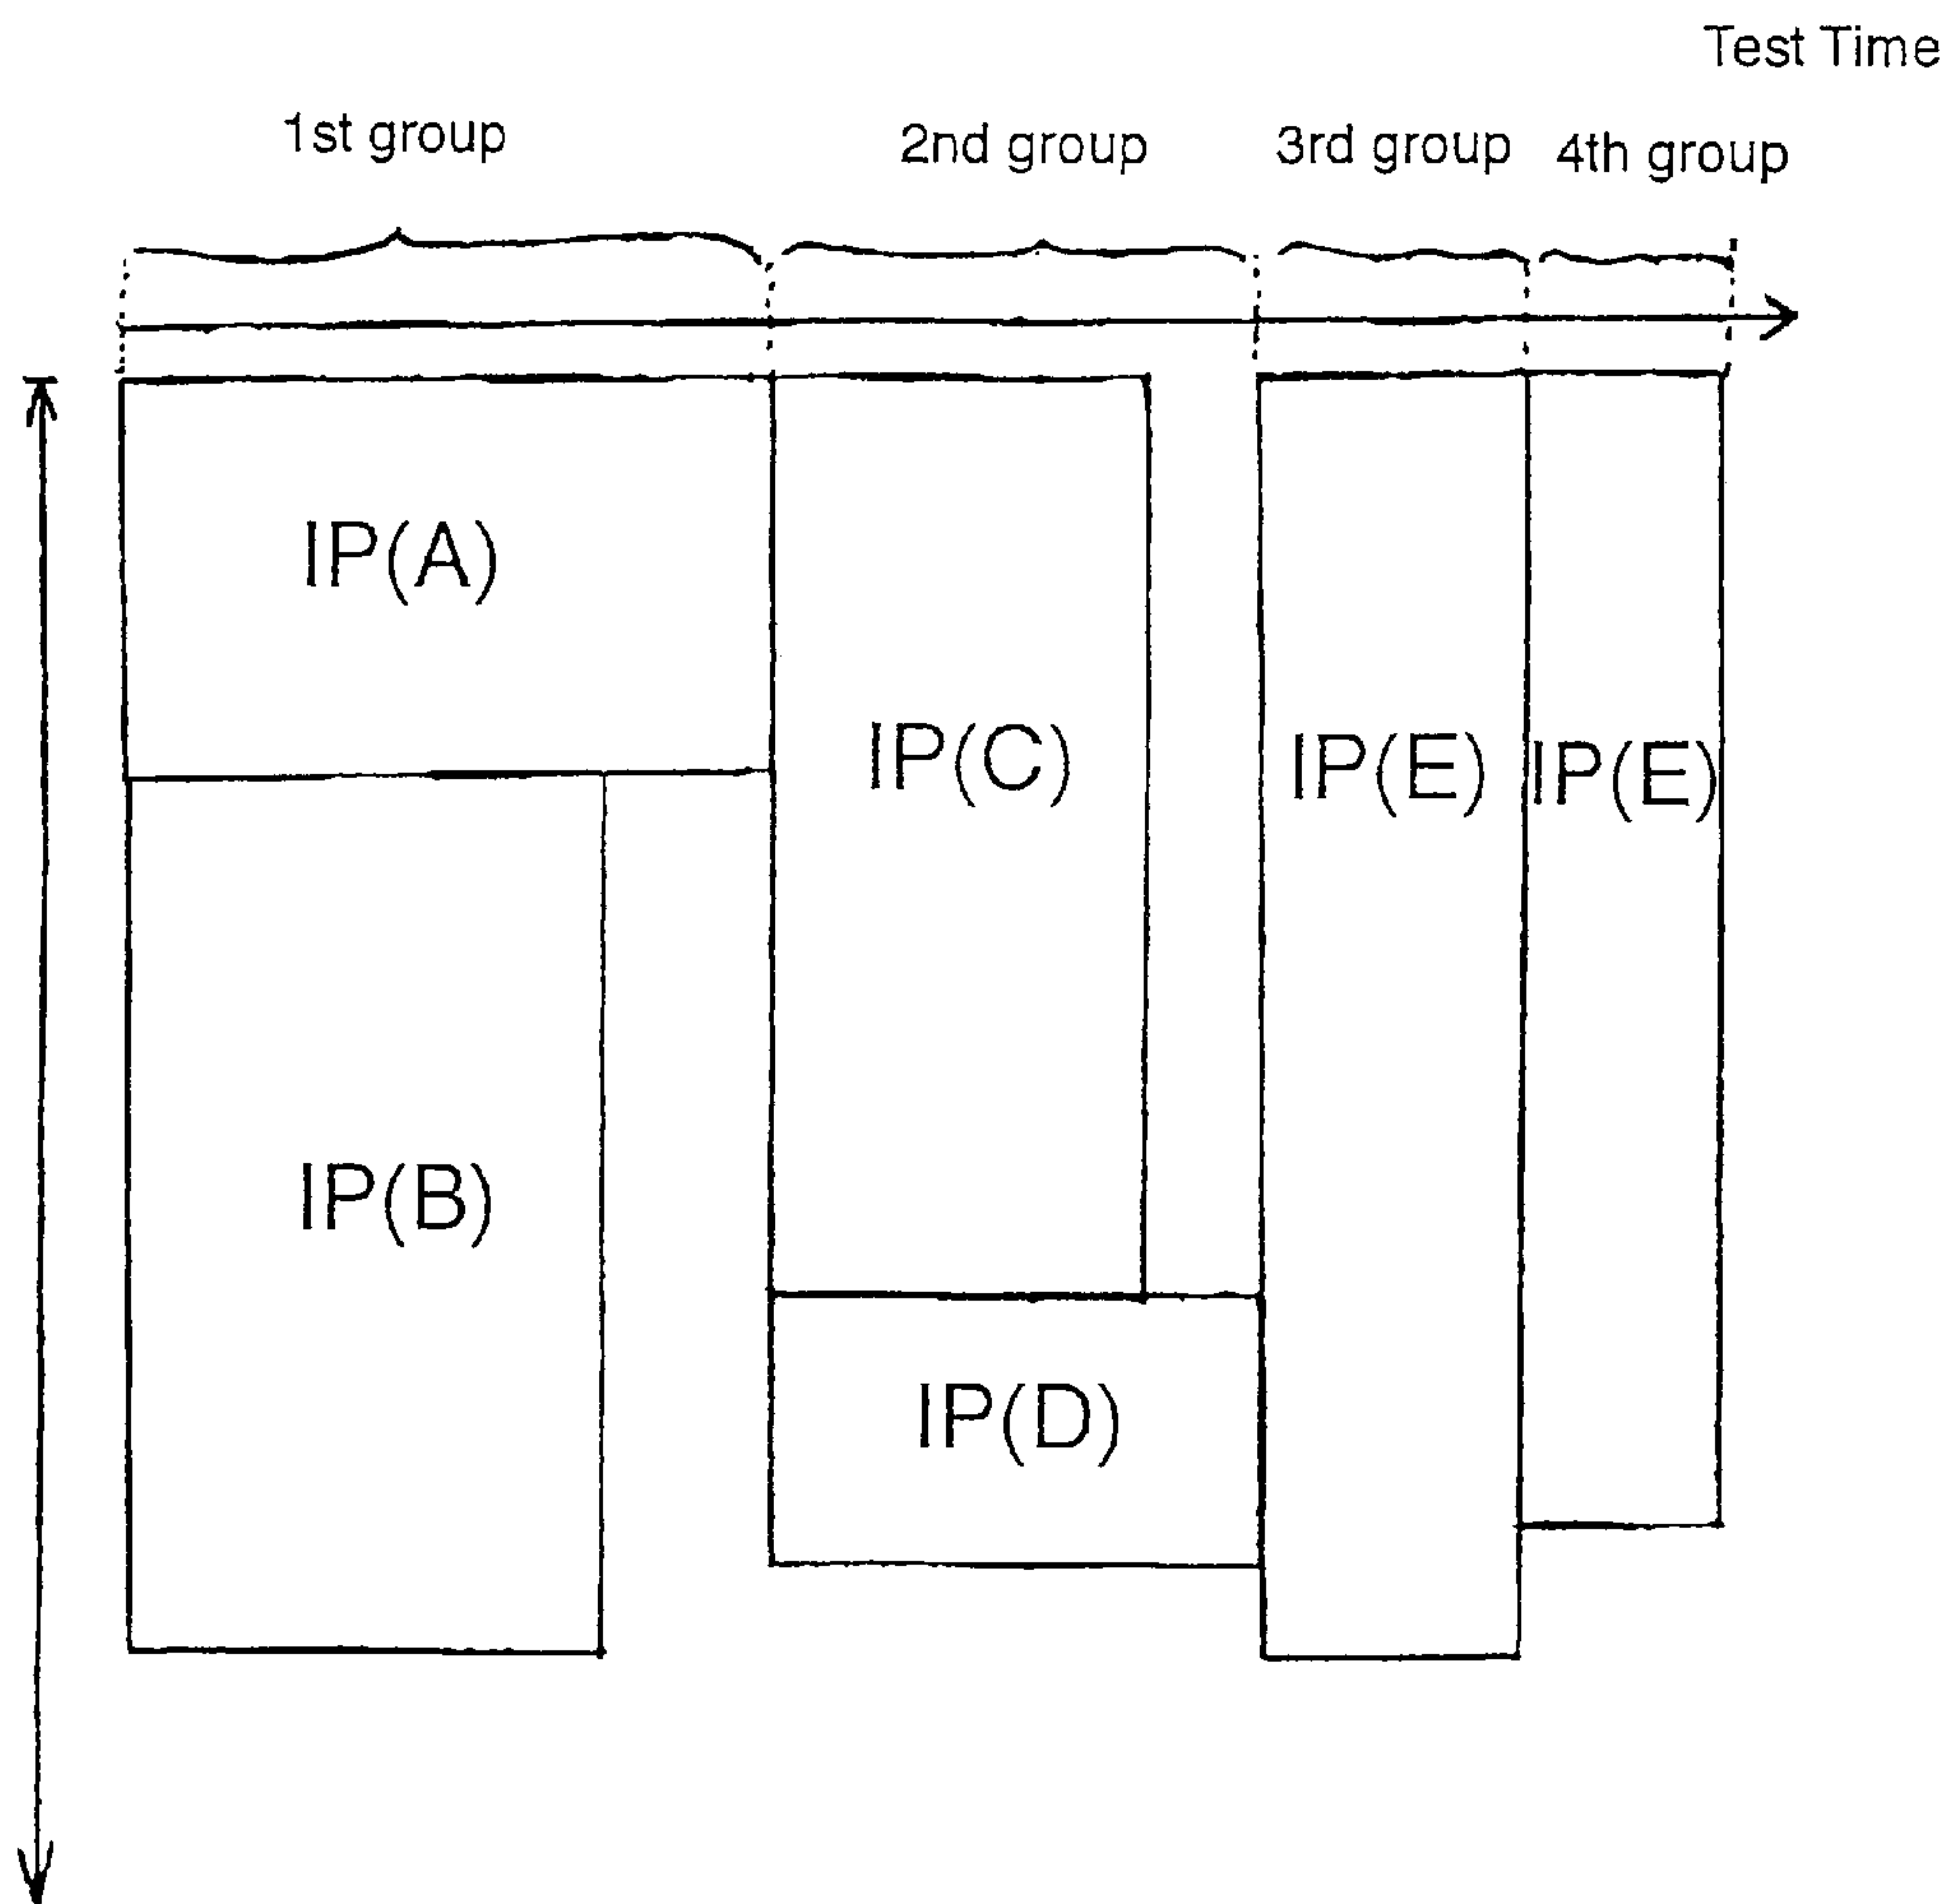 Test Time
1st group
2nd group
3rd group
4th group
IP(A)
IP(C)
IP(E)
IP(E)
IP(B)
IP(D)